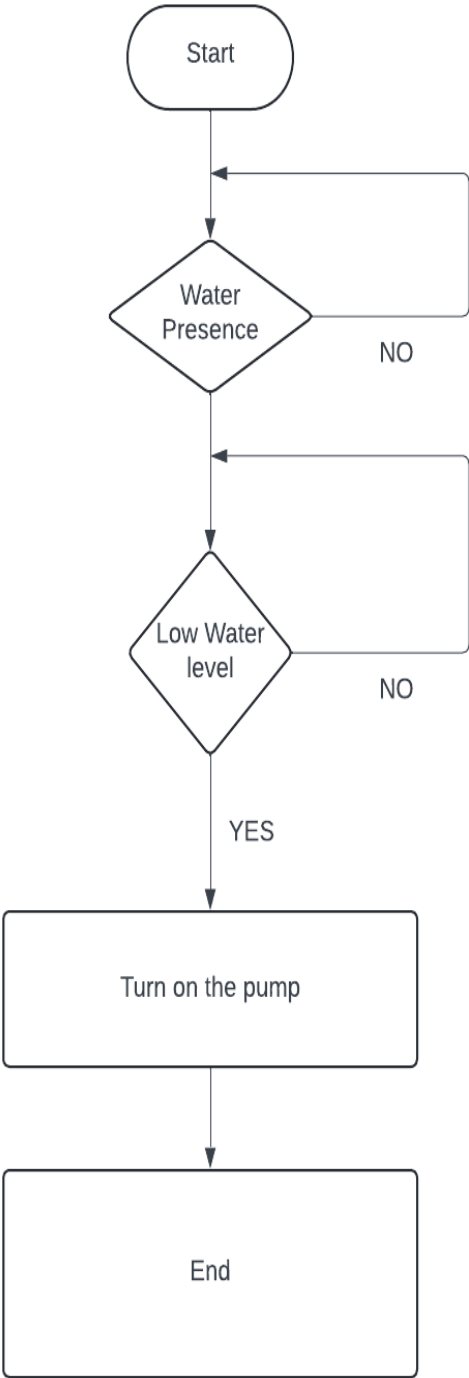 Start
Water
Presence
NO
Low Water
level
NO
YES
Turn on the pump
End